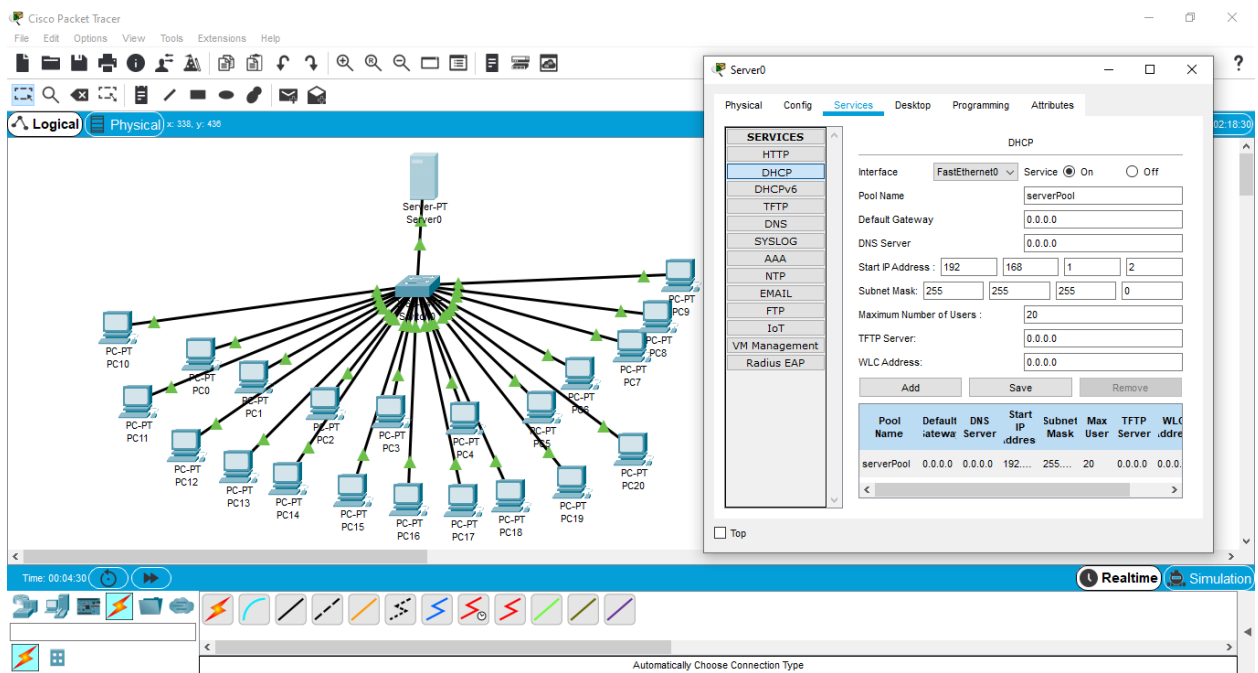 Cisco Packet Tracer
File Edit Options View Tools Extensions Help
Logical Physical x: 338, y: 436
02:18:30
Server-PT
Server0
PC-PT
PC9
PC-PT
PC8
PC-PT
PC7
PC-PT
PC10
PC-PT
PC0
PC-PT
PC1
PC-PT
PC6
PC-PT
PC11
PC-PT
PC2
PC-PT
PC3
PC-PT
PC4
PC-PT
PC5
PC-PT
PC12
PC-PT
PC20
PC-PT
PC13
PC-PT
PC14
PC-PT
PC15
PC-PT
PC16
PC-PT
PC17
PC-PT
PC18
PC-PT
PC19
Server0
Physical Config Services Desktop Programming Attributes
SERVICES
HTTP
DHCP
DHCPv6
TFTP
DNS
SYSLOG
AAA
NTP
EMAIL
FTP
IoT
VM Management
Radius EAP
DHCP
Interface FastEthernet0 Service On Off
Pool Name serverPool
Default Gateway 0.0.0.0
DNS Server 0.0.0.0
Start IP Address : 192 168 1 2
Subnet Mask: 255 255 255 0
Maximum Number of Users : 20
TFTP Server: 0.0.0.0
WLC Address: 0.0.0.0
Add Save Remove
Pool Name Default iatewa DNS Server Start IP ddres Subnet Mask Max User TFTP Server WLC ddre
serverPool 0.0.0.0 0.0.0.0 192.... 255.... 20 0.0.0.0 0.0.0.
Top
Time: 00:04:30
Realtime Simulation
Automatically Choose Connection Type